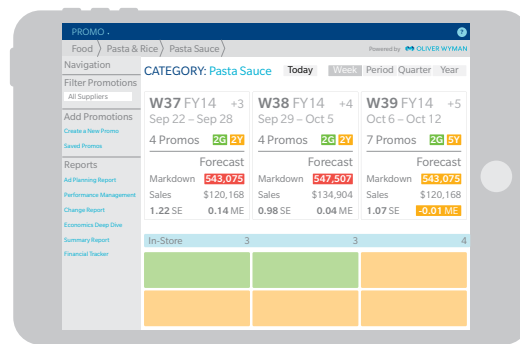 PROMO
?
Food Pasta & Rice Pasta Sauce
Powered by OLIVER WYMAN
Navigation
Filter Promotions
All Suppliers
Add Promotions
Create a New Promo
Saved Promos
Reports
Ad Planning Report
Performance Management
Change Report
Economics Deep Dive
Summary Report
Financial Tracker
CATEGORY: Pasta Sauce
Today Week Period Quarter Year
W37 FY14 +3
Sep 22 – Sep 28
4 Promos 2G 2Y
Forecast
Markdown 543,075
Sales $120,168
1.22 SE 0.14 ME
W38 FY14 +4
Sep 29 – Oct 5
4 Promos 2G 2Y
Forecast
Markdown 547,507
Sales $134,904
0.98 SE 0.04 ME
W39 FY14 +5
Oct 6 – Oct 12
7 Promos 2G 5Y
Forecast
Markdown 543,075
Sales $120,168
1.07 SE -0.01 ME
In-Store 3 3 4